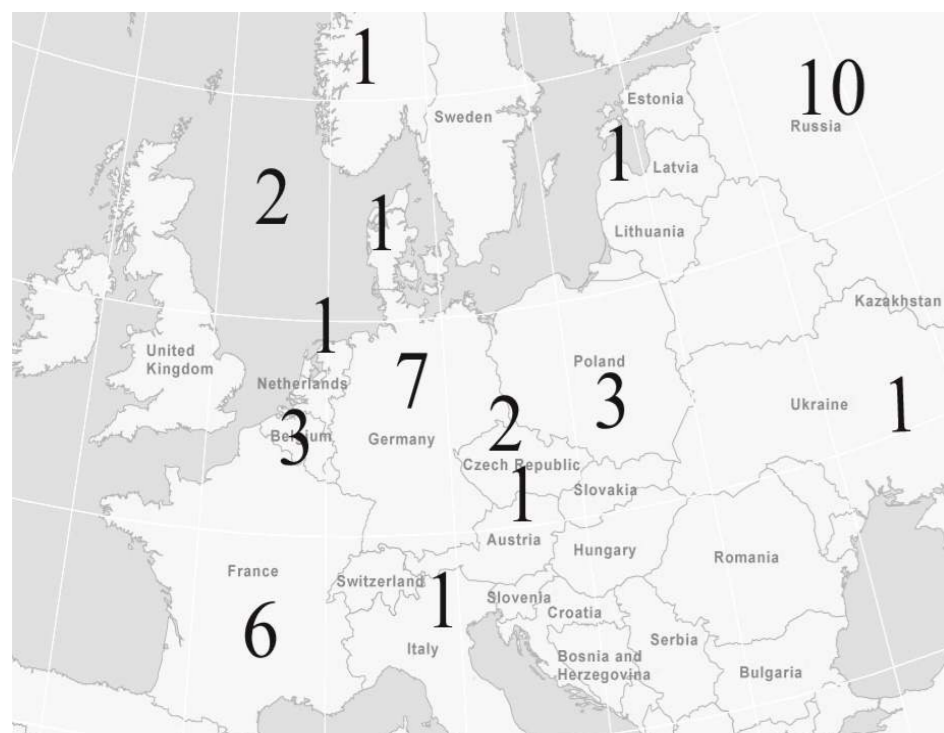 1
10
Estonia
Sweden
Russia
1
Latvia
2
1
Lithuania
Kazakhstan
1
United
Kingdom
Poland
7
Netherlands
3
Ukraine
1
2
Belgium
3
Germany
Czech Republic
1
Slovakia
Austria
Hungary
Romania
France
Switzerland
1
Slovenia
Croatia
6
Serbia
Italy
Bosnia and
Herzegovina
Bulgaria